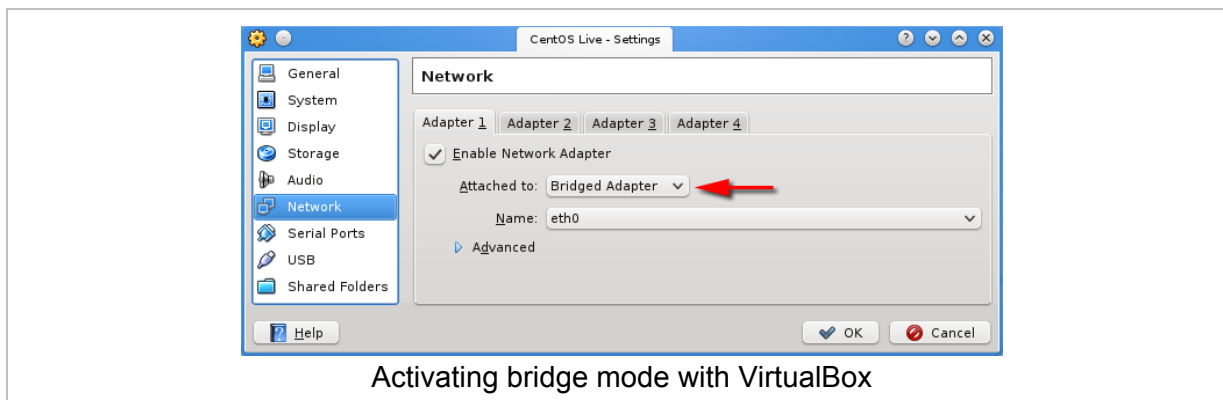 CentOS Live - Settings
General
System
Display
Storage
Audio
Network
Serial Ports
USB
Shared Folders
Network
Adapter 1 Adapter 2 Adapter 3 Adapter 4
Enable Network Adapter
Attached to: Bridged Adapter
Name: eth0
Advanced
Help
OK
Cancel
Activating bridge mode with VirtualBox